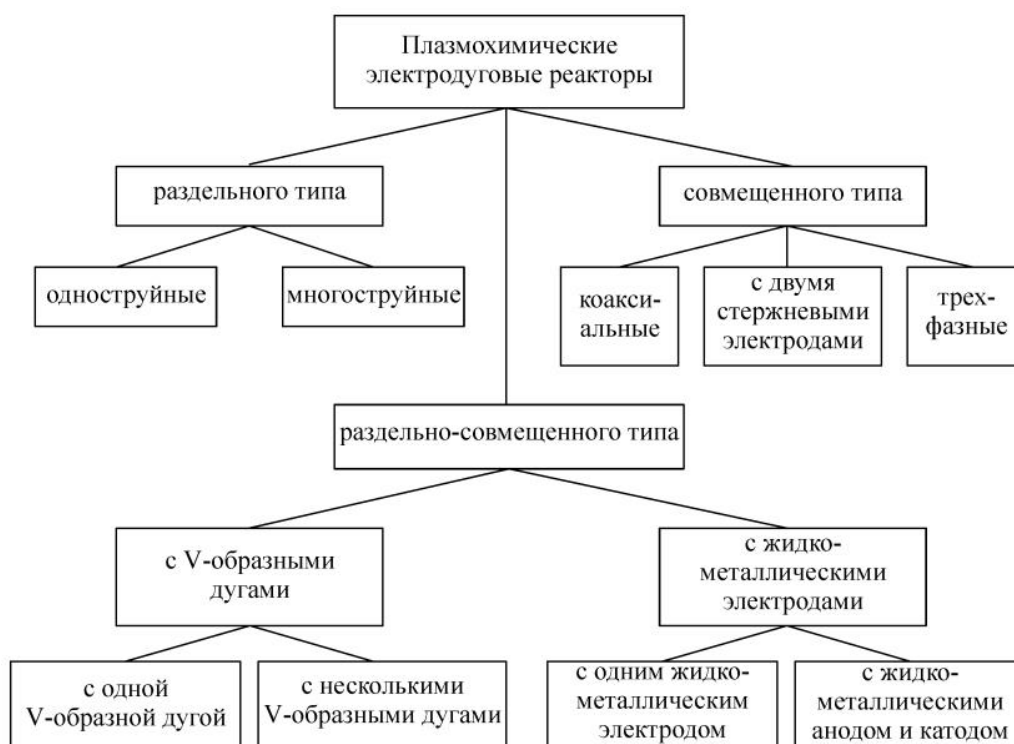 Плазмохимические
электродуговые реакторы
раздельного типа
совмещенного типа
одноструйные
многоструйные
коакси-
альные
с двумя
стержневыми
электродами
трех-
фазные
раздельно-совмещенного типа
с V-образными
дугами
с жидко-
металлическими
электродами
с одной
V-образной дугой
с несколькими
V-образными дугами
с одним жидко-
металлическим
электродом
с жидко-
металлическими
анодом и катодом